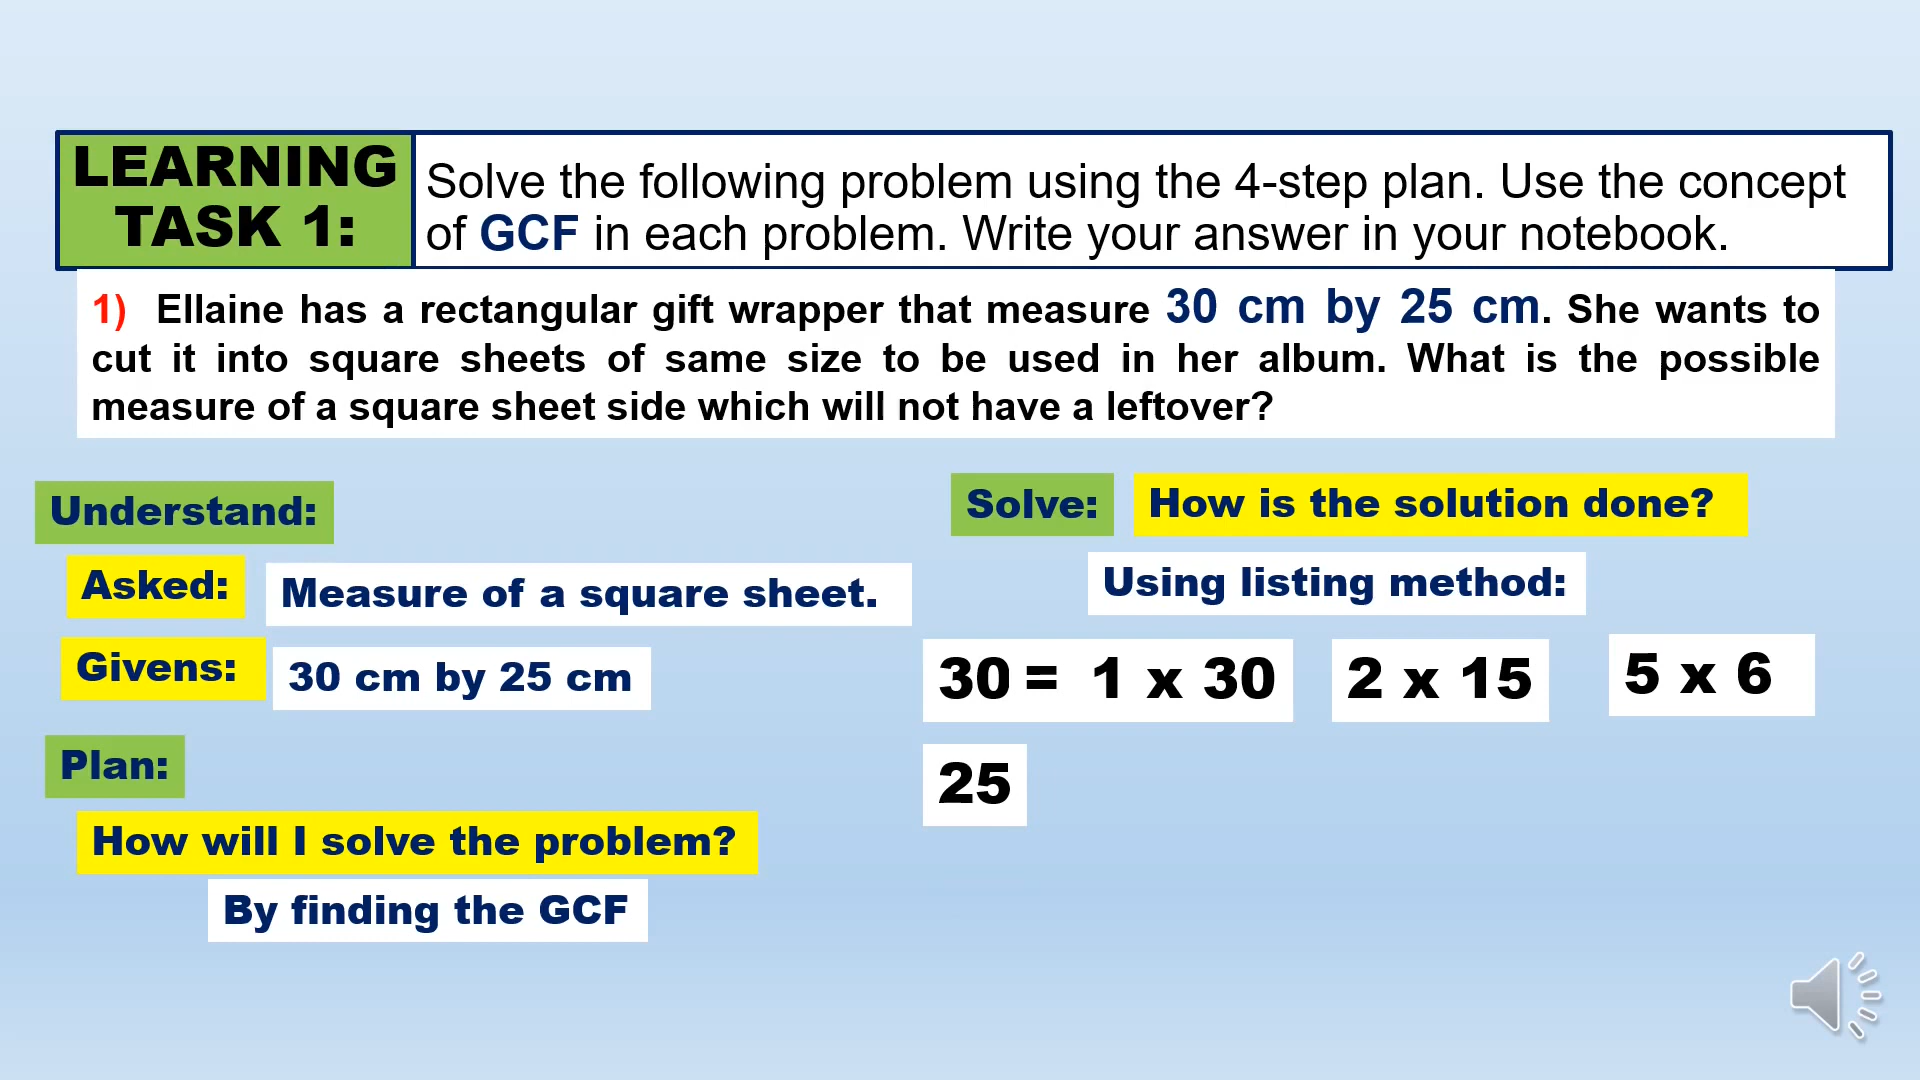 LEARNING
TASK 1:
Solve the following problem using the 4-step plan. Use the concept
of GCF in each problem. Write your answer in your notebook.
1) Ellaine has a rectangular gift wrapper that measure 30 cm by 25 cm. She wants to
cut it into square sheets of same size to be used in her album. What is the possible
measure of a square sheet side which will not have a leftover?
Understand:
Asked: Measure of a square sheet.
Givens: 30 cm by 25 cm
Plan:
How will I solve the problem?
By finding the GCF
Solve: How is the solution done?
Using listing method:
30 = 1 x 30 2 x 15 5 x 6
25